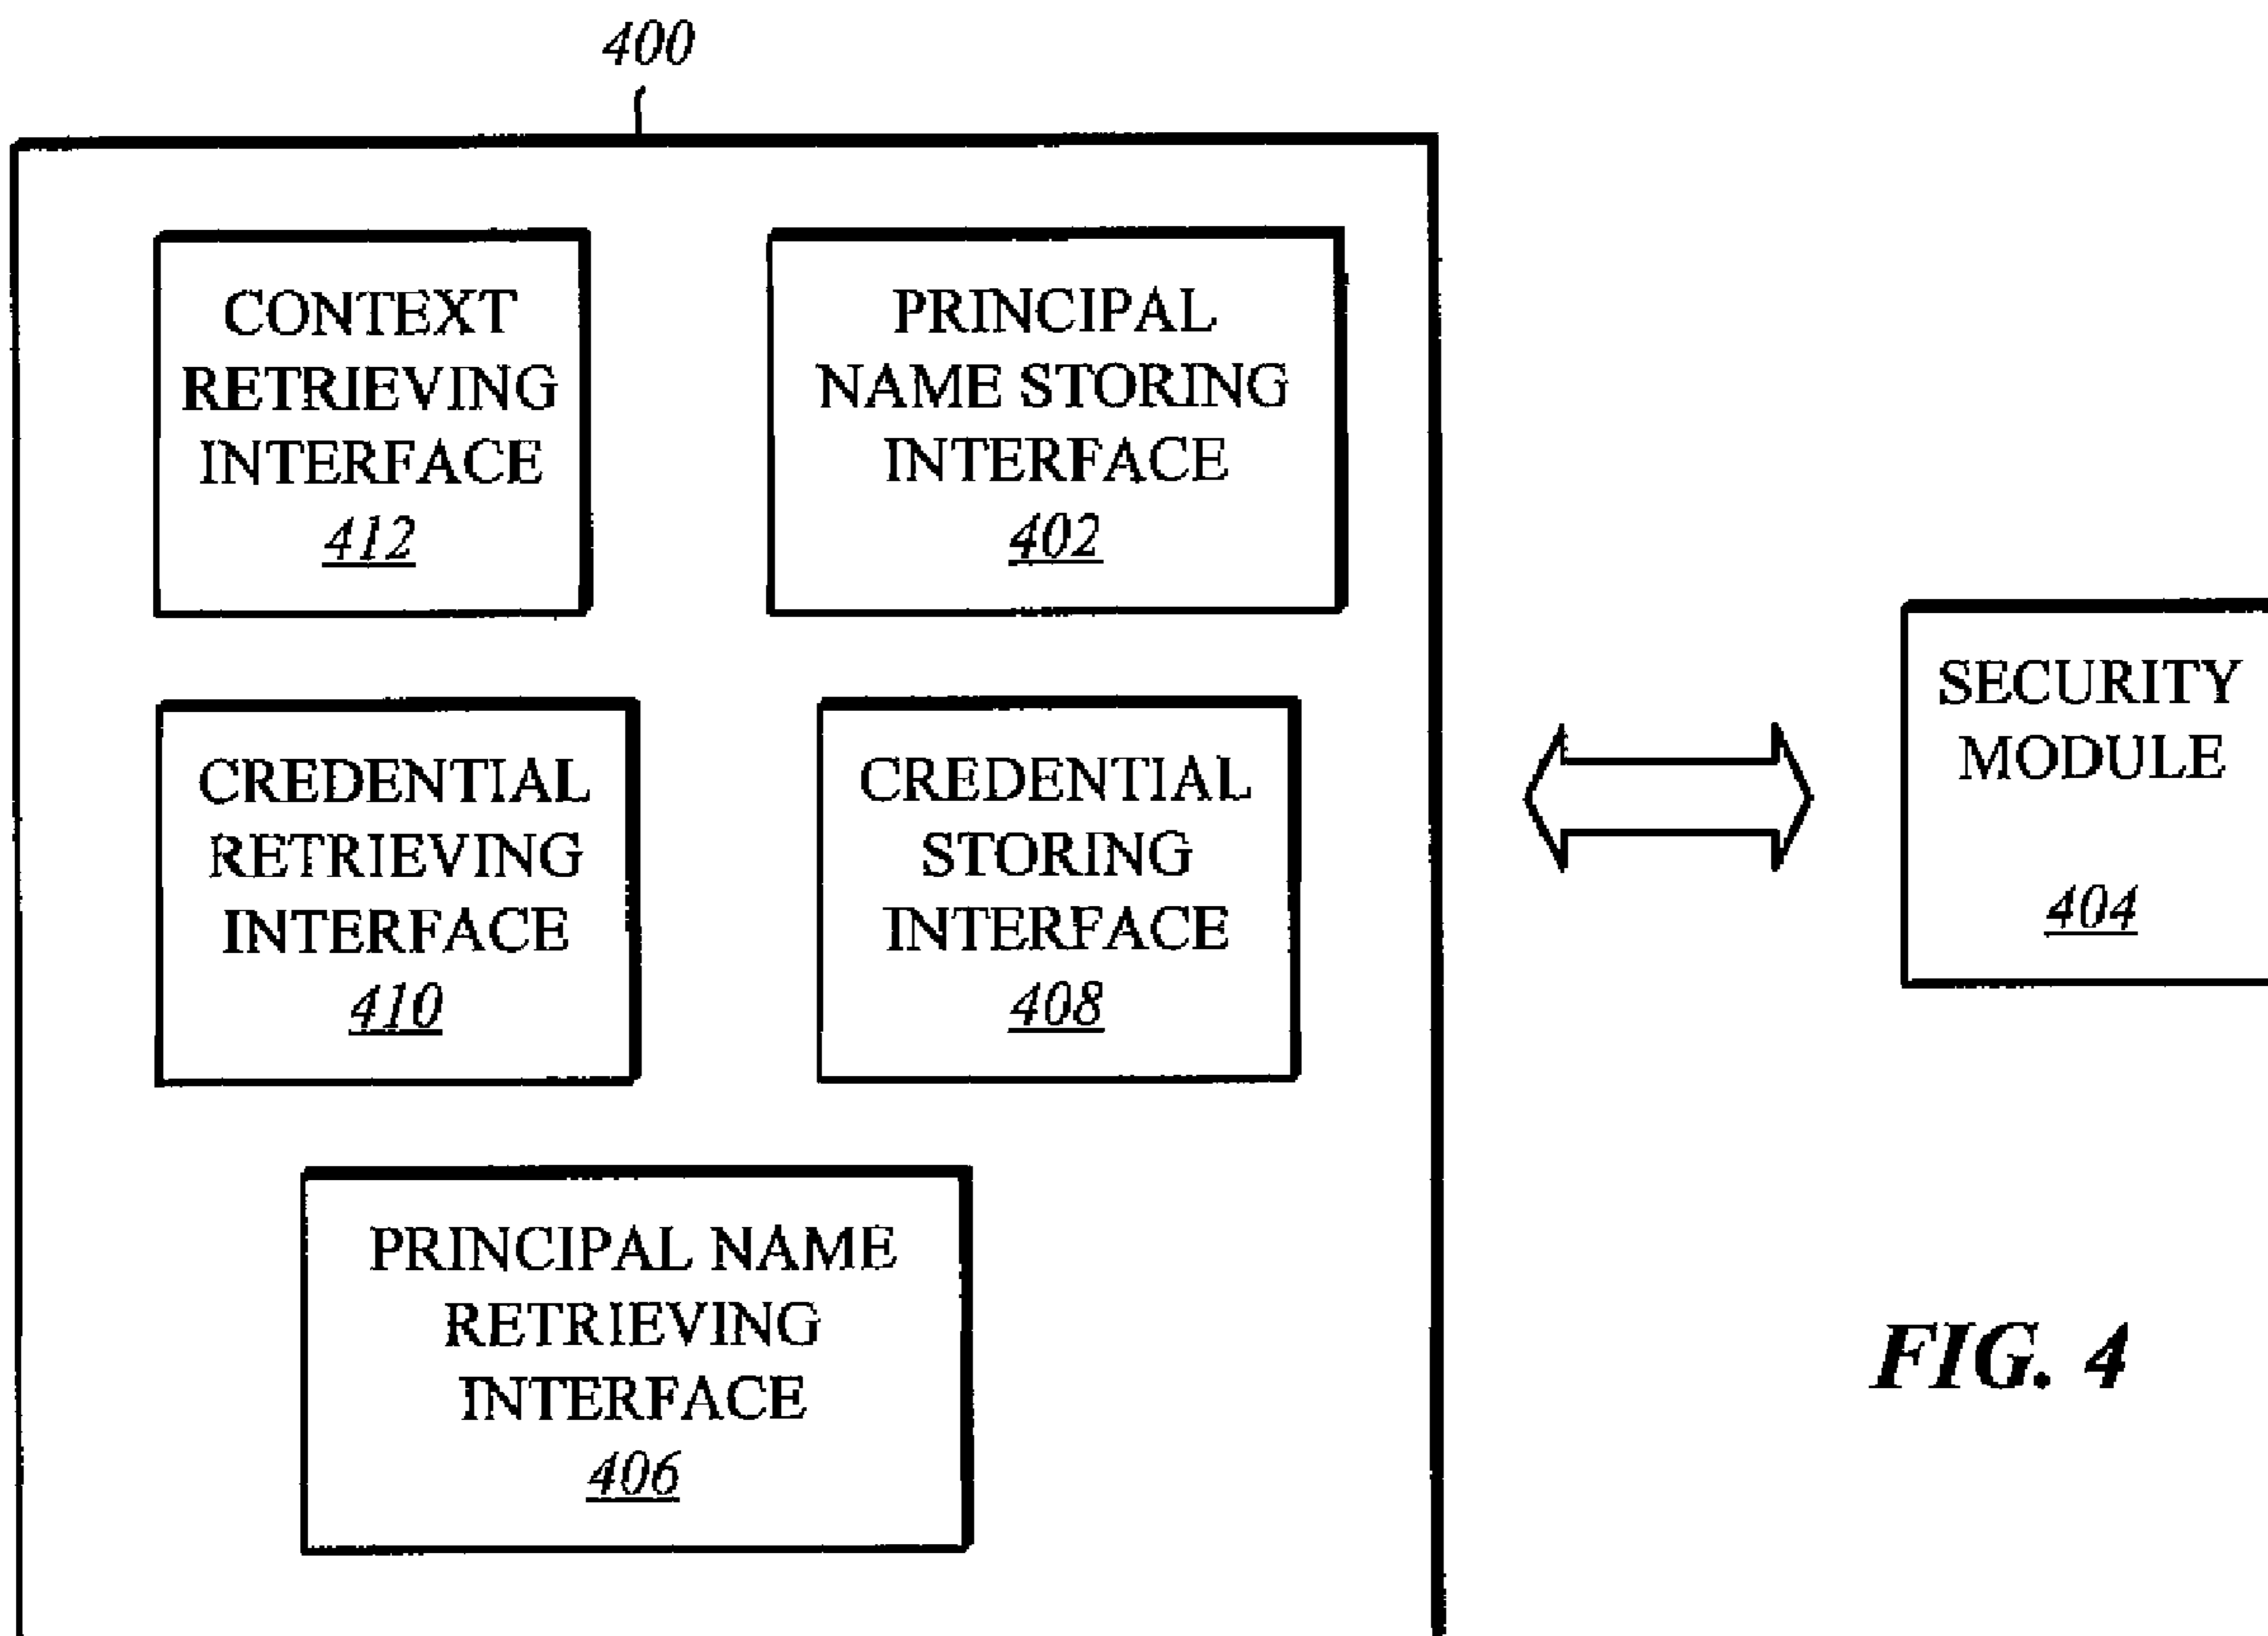 400
CONTEXT
RETRIEVING
INTERFACE
412
PRINCIPAL
NAME STORING
INTERFACE
402
CREDENTIAL
RETRIEVING
INTERFACE
410
CREDENTIAL
STORING
INTERFACE
408
SECURITY
MODULE
404
PRINCIPAL NAME
RETRIEVING
INTERFACE
406
FIG. 4